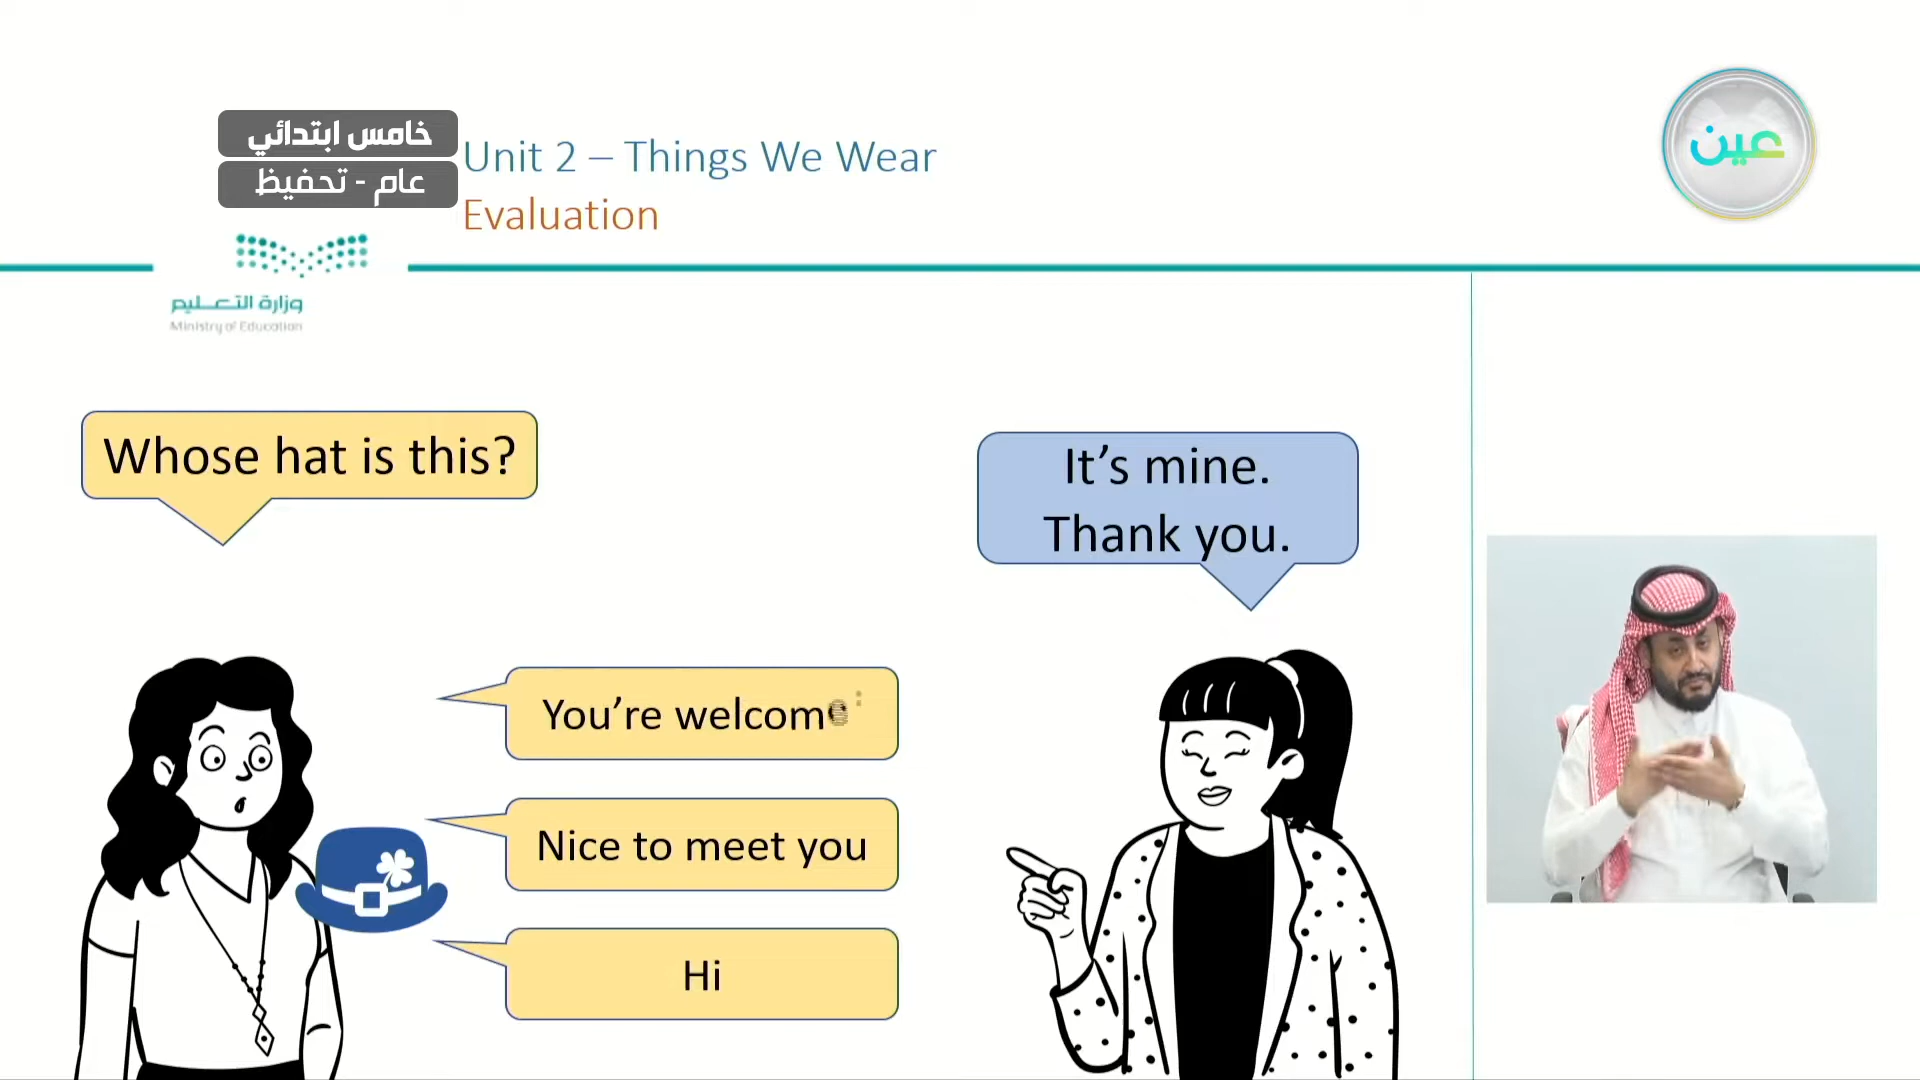 خامس ابتدائي
عام - تحفيظ
Unit 2 – Things We Wear
Evaluation
عين
وزارة التعليم
Ministry of Education
Whose hat is this?
It’s mine.
Thank you.
You’re welcome
Nice to meet you
Hi